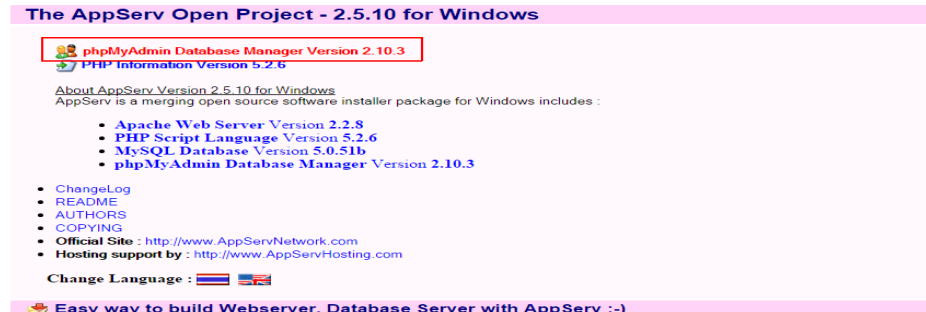 The AppServ Open Project - 2.5.10 for Windows
phpMyAdmin Database Manager Version 2.10.3
PHP Information Version 5.2.6
About AppServ Version 2.5.10 for Windows
AppServ is a merging open source software installer package for Windows includes :
Apache Web Server Version 2.2.8
PHP Script Language Version 5.2.6
MySQL Database Version 5.0.51b
phpMyAdmin Database Manager Version 2.10.3
ChangeLog
README
AUTHORS
COPYING
Official Site : http://www.AppServNetwork.com
Hosting support by : http://www.AppServHosting.com
Change Language :
Easy way to build Webserver, Database Server with AppServ :-)